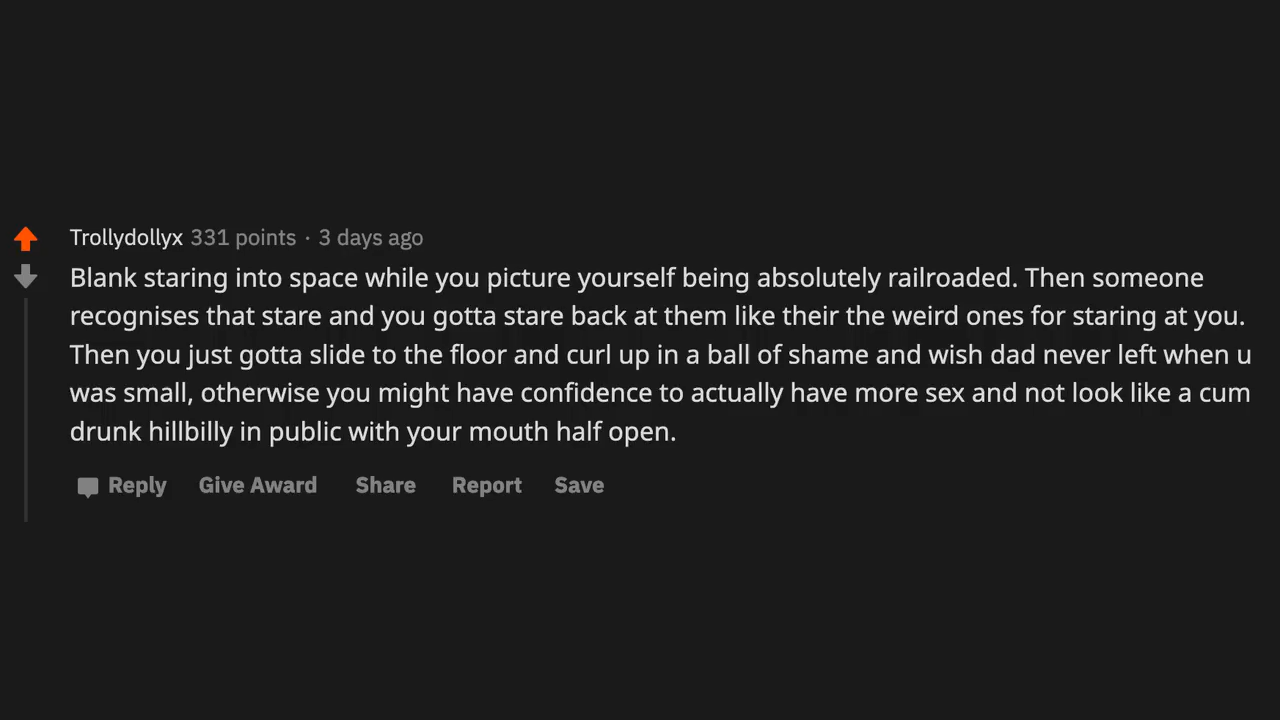 Trollydollyx 331 points · 3 days ago
Blank staring into space while you picture yourself being absolutely railroaded. Then someone
recognises that stare and you gotta stare back at them like their the weird ones for staring at you.
Then you just gotta slide to the floor and curl up in a ball of shame and wish dad never left when u
was small, otherwise you might have confidence to actually have more sex and not look like a cum
drunk hillbilly in public with your mouth half open.
Reply Give Award Share Report Save